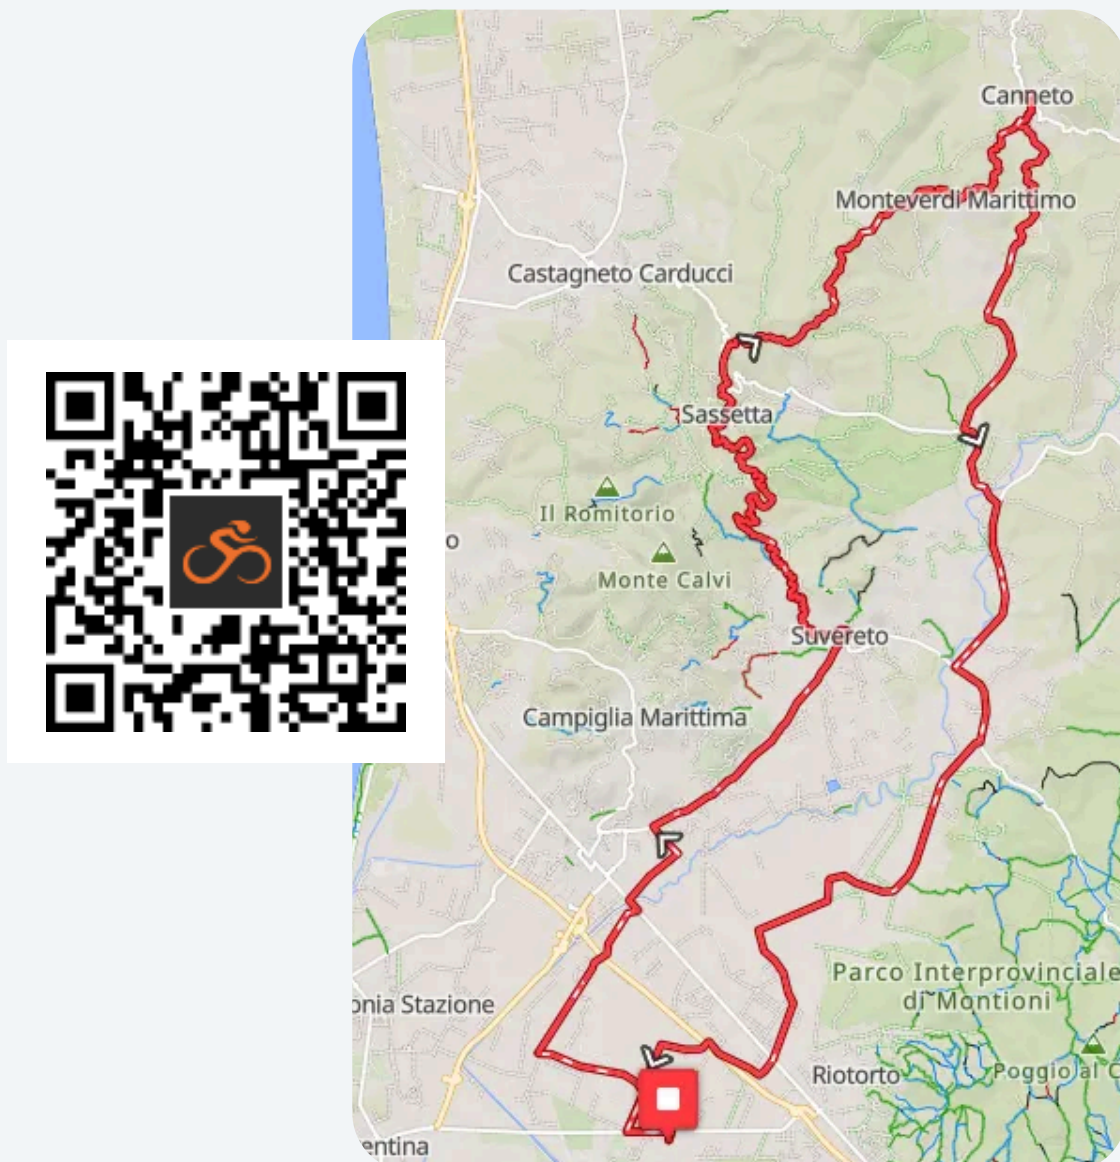 Canneto
Monteverdi Marittimo
Castagneto Carducci
Sassetta
Il Romitorio
o
Monte Calvi
Suvereto
Campiglia Marittima
Parco Interprovinciale
di Montioni
onia Stazione
Riotorto
Poggio al C
entina